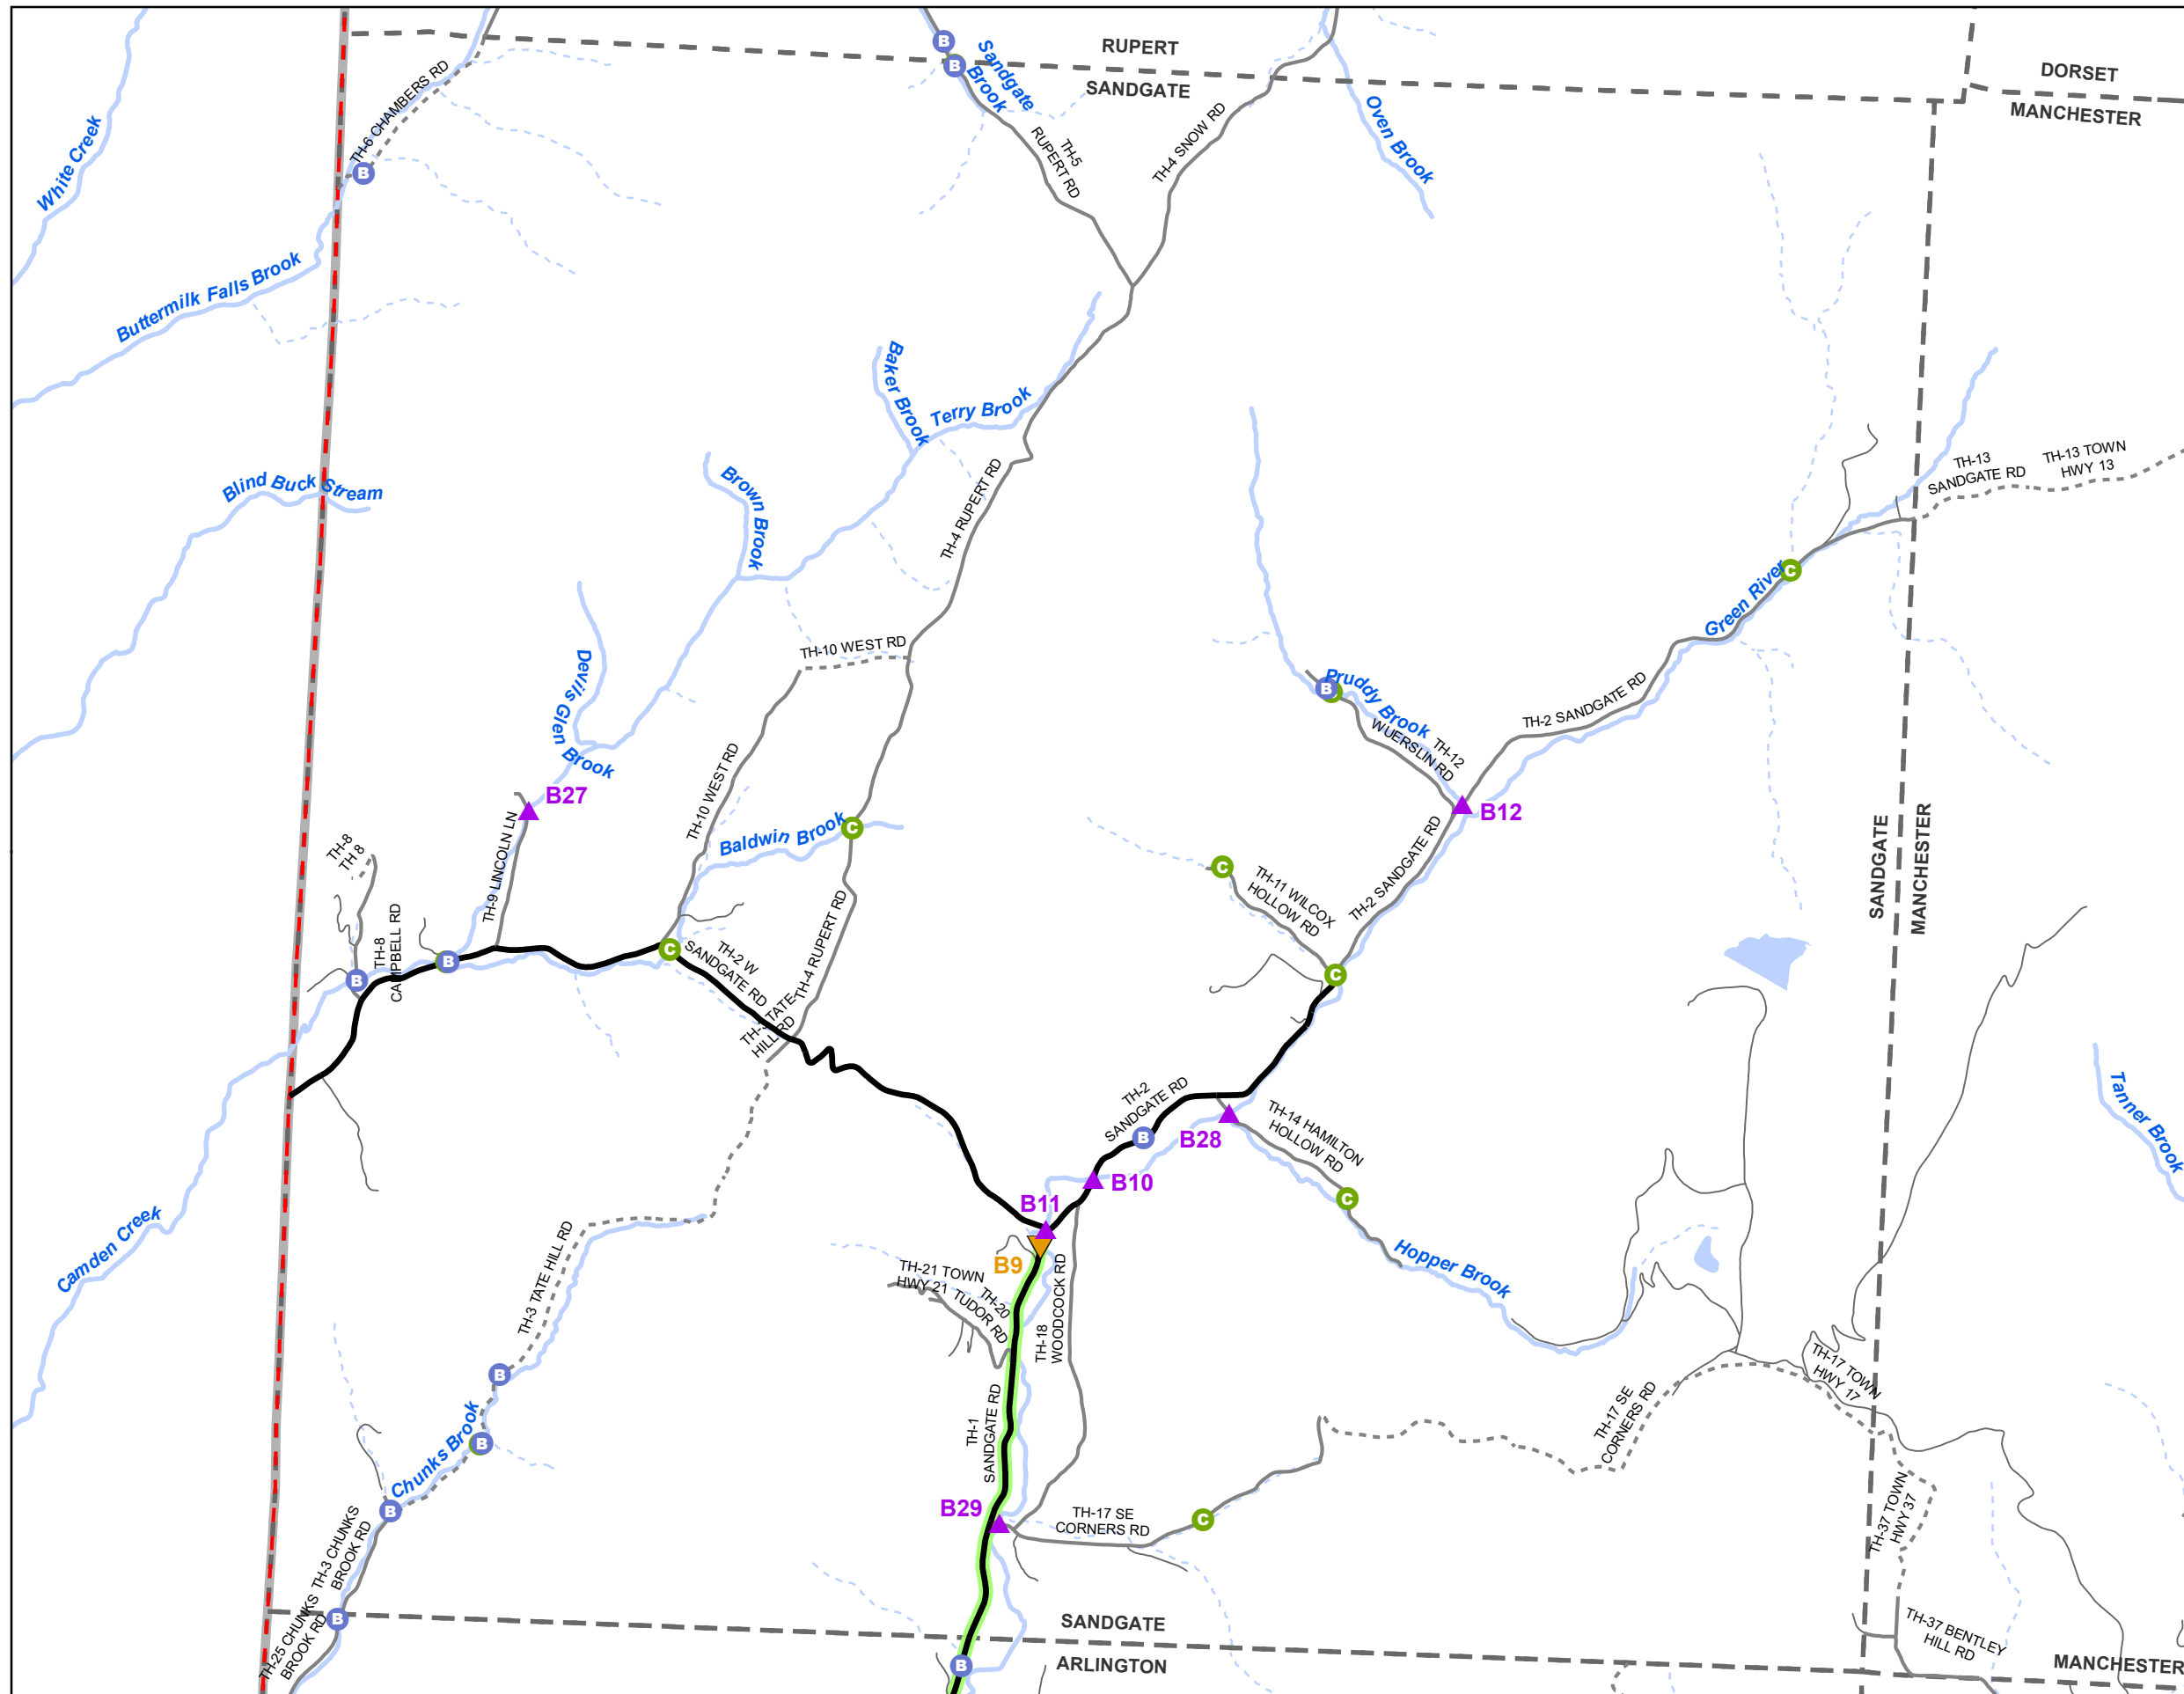 RUPERT
SANDGATE
DORSET
MANCHESTER
B
B
Sandgate
Brook
White Creek
TH-6 CHAMBERS RD
B
TH-5
RUPERT RD
TH-4 SNOW RD
Oven Brook
Buttermilk Falls Brook
Baker Brook
Terry Brook
Blind Buck Stream
Brown Brook
TH-4 RUPERT RD
TH-13
SANDGATE RD
TH-13 TOWN
HWY 13
C
Green River
TH-10 WEST RD
Devils Glen Brook
B
Pruddy Brook
TH-12
WUERSLIN RD
TH-2 SANDGATE RD
B27
TH-10 WEST RD
B12
Baldwin Brook
C
TH-8
TH 8
TH-9 LINCOLN LN
C
TH-11 WILCOX
HOLLOW RD
TH-2 SANDGATE RD
SANDGATE
MANCHESTER
TH-8
CAMPBELL RD
B
B
C
TH-2 W
SANDGATE RD
TH-4 RUPERT RD
TH-3 TATE
HILL RD
C
TH-2
SANDGATE RD
B
B28
TH-14 HAMILTON
HOLLOW RD
Tanner Brook
B10
B11
C
Camden Creek
B9
Hopper Brook
TH-21 TOWN
HWY 21
TH-20
TUDOR RD
TH-18
WOODCOCK RD
TH-3 TATE HILL RD
B
TH-17 TOWN
HWY 17
TH-17 SE
CORNERS RD
TH-1
SANDGATE RD
Chunks Brook
B
B
B29
TH-17 SE
CORNERS RD
C
TH-37 TOWN
HWY 37
TH-3 CHUNKS
BROOK RD
B
TH-25 CHUNKS
BROOK RD
SANDGATE
ARLINGTON
B
TH-37 BENTLEY
HILL RD
MANCHESTER